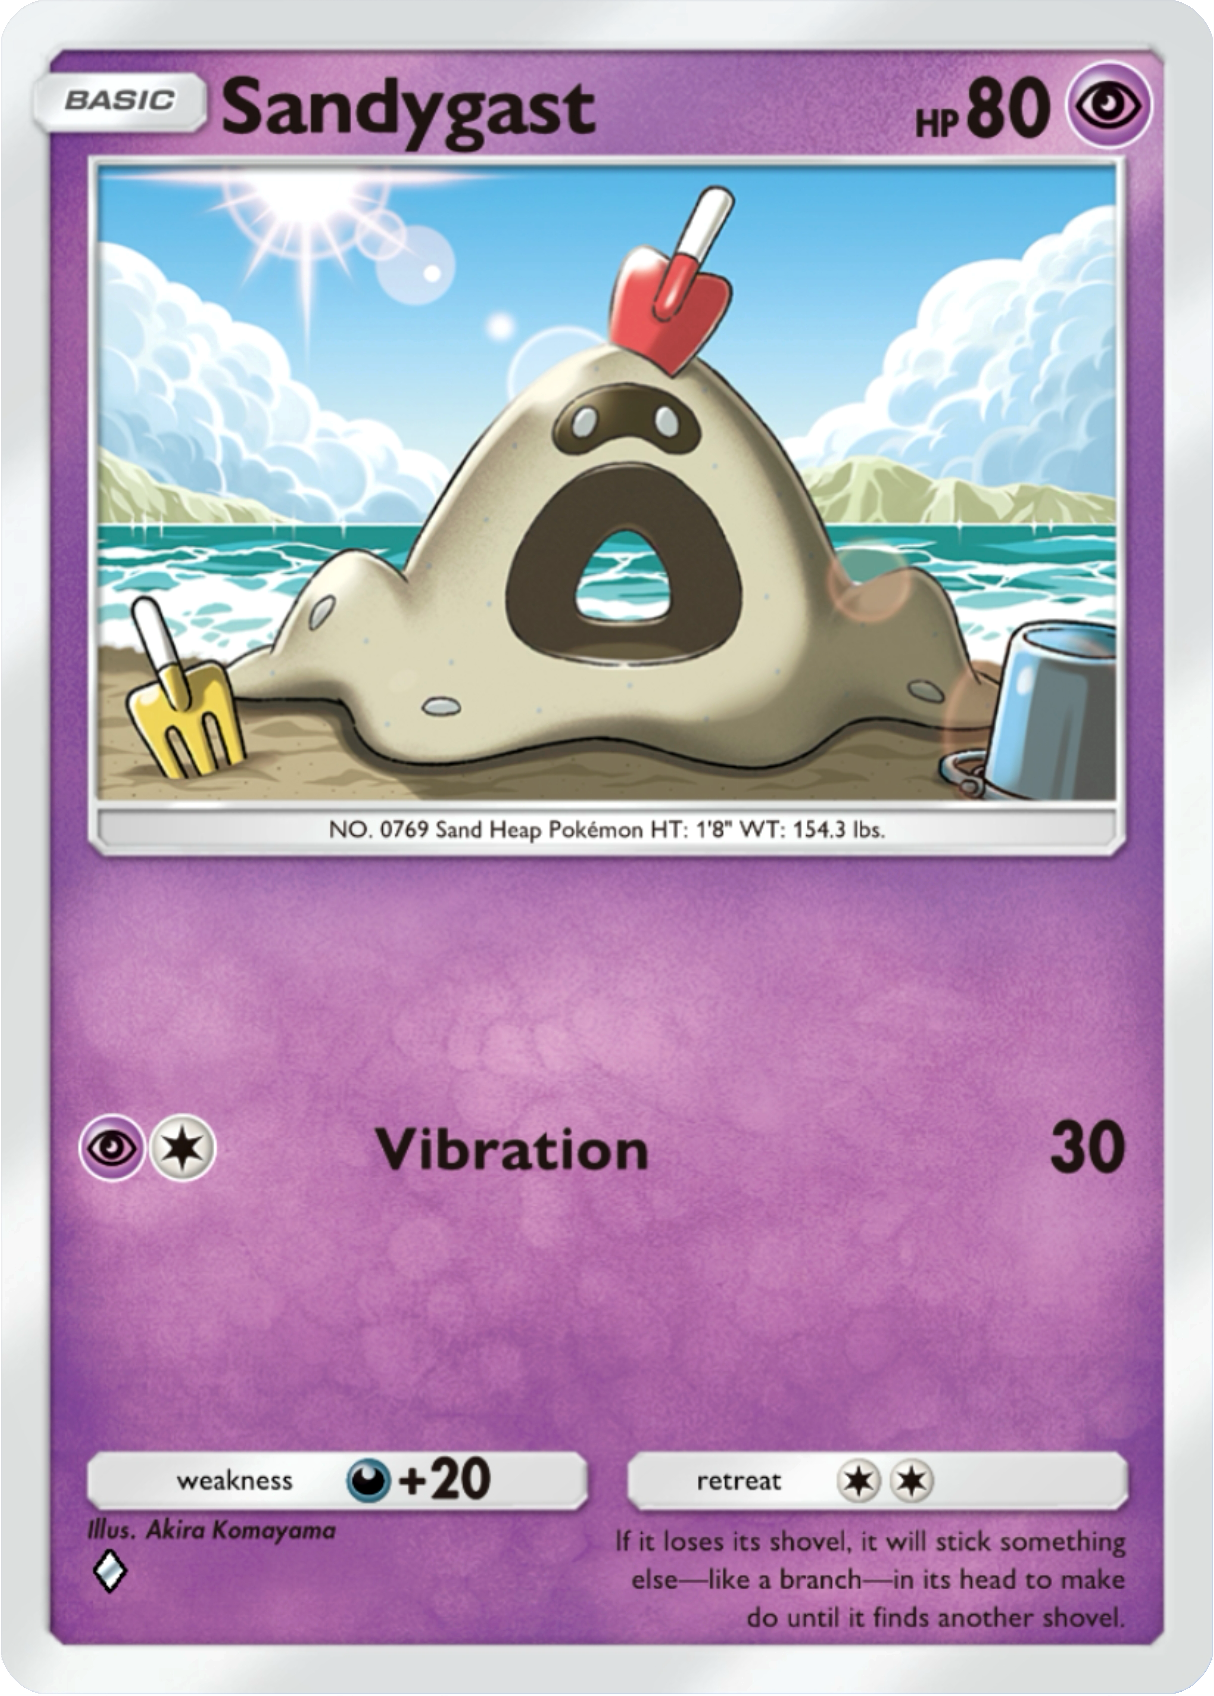 BASIC Sandygast HP 80
NO. 0769 Sand Heap Pokémon HT: 1'8" WT: 154.3 lbs.
Vibration 30
weakness +20 retreat
Illus. Akira Komayama
If it loses its shovel, it will stick something
else—like a branch—in its head to make
do until it finds another shovel.